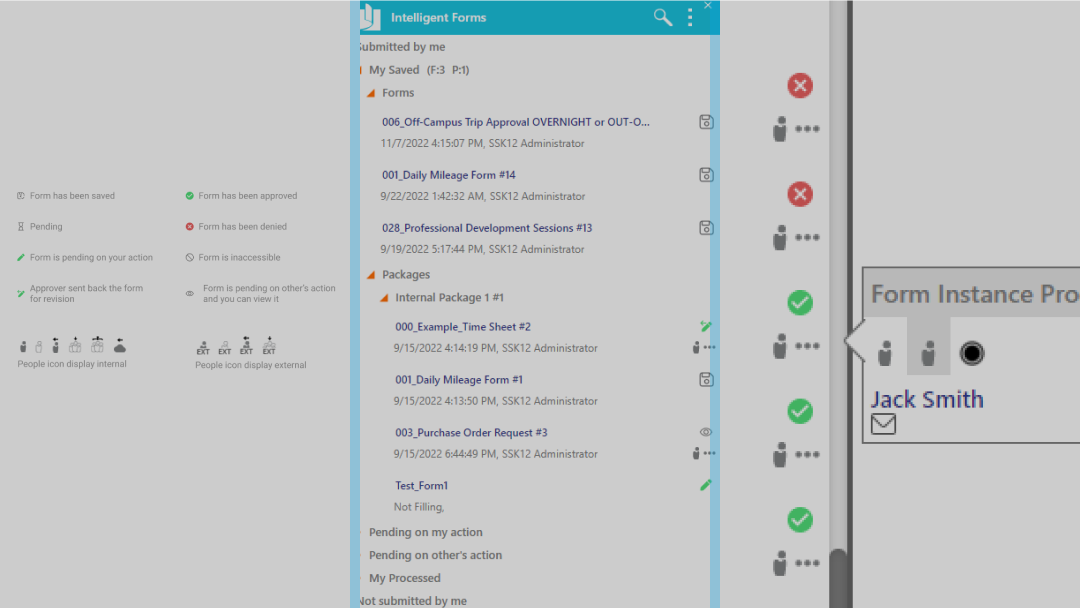 Form has been saved
Form has been approved
Pending
Form has been denied
Form is pending on your action
Form is inaccessible
Approver sent back the form
for revision
Form is pending on other's action
and you can view it
EXT EXT EXT EXT
People icon display internal
People icon display external
Intelligent Forms
Submitted by me
My Saved (F:3 P:1)
Forms
006_Off-Campus Trip Approval OVERNIGHT or OUT-O...
11/7/2022 4:15:07 PM, SSK12 Administrator
001_Daily Mileage Form #14
9/22/2022 1:42:32 AM, SSK12 Administrator
028_Professional Development Sessions #13
9/19/2022 5:17:44 PM, SSK12 Administrator
Packages
Internal Package 1 #1
000_Example_Time Sheet #2
9/15/2022 4:14:19 PM, SSK12 Administrator
001_Daily Mileage Form #1
9/15/2022 4:13:50 PM, SSK12 Administrator
003_Purchase Order Request #3
9/15/2022 6:44:49 PM, SSK12 Administrator
Test_Form1
Not Filling,
Pending on my action
Pending on other's action
My Processed
Not submitted by me
Form Instance Pro
Jack Smith